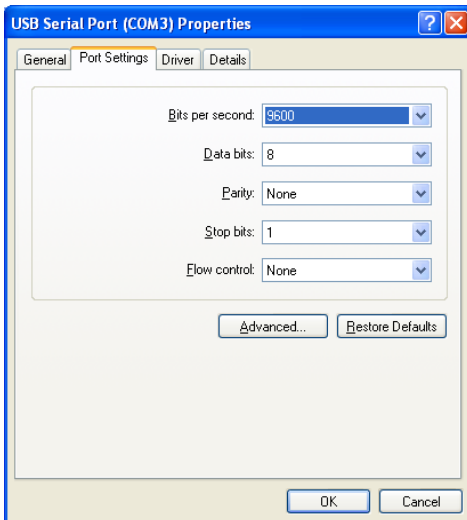 USB Serial Port (COM3) Properties
General Port Settings Driver Details
Bits per second: 9600
Data bits: 8
Parity: None
Stop bits: 1
Flow control: None
Advanced... Restore Defaults
OK Cancel